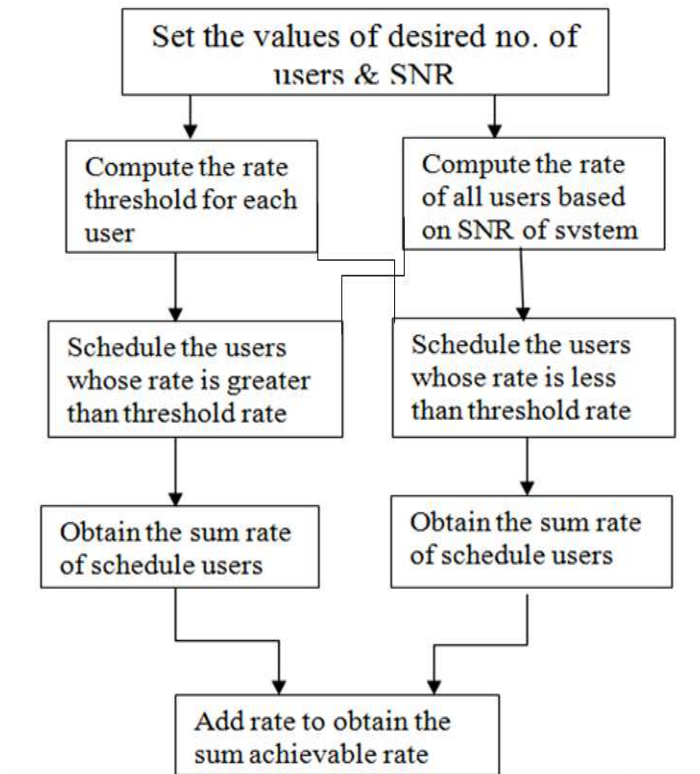 Set the values of desired no. of
users & SNR
Compute the rate
threshold for each
user
Compute the rate
of all users based
on SNR of system
Schedule the users
whose rate is greater
than threshold rate
Schedule the users
whose rate is less
than threshold rate
Obtain the sum rate
of schedule users
Obtain the sum rate
of schedule users
Add rate to obtain the
sum achievable rate